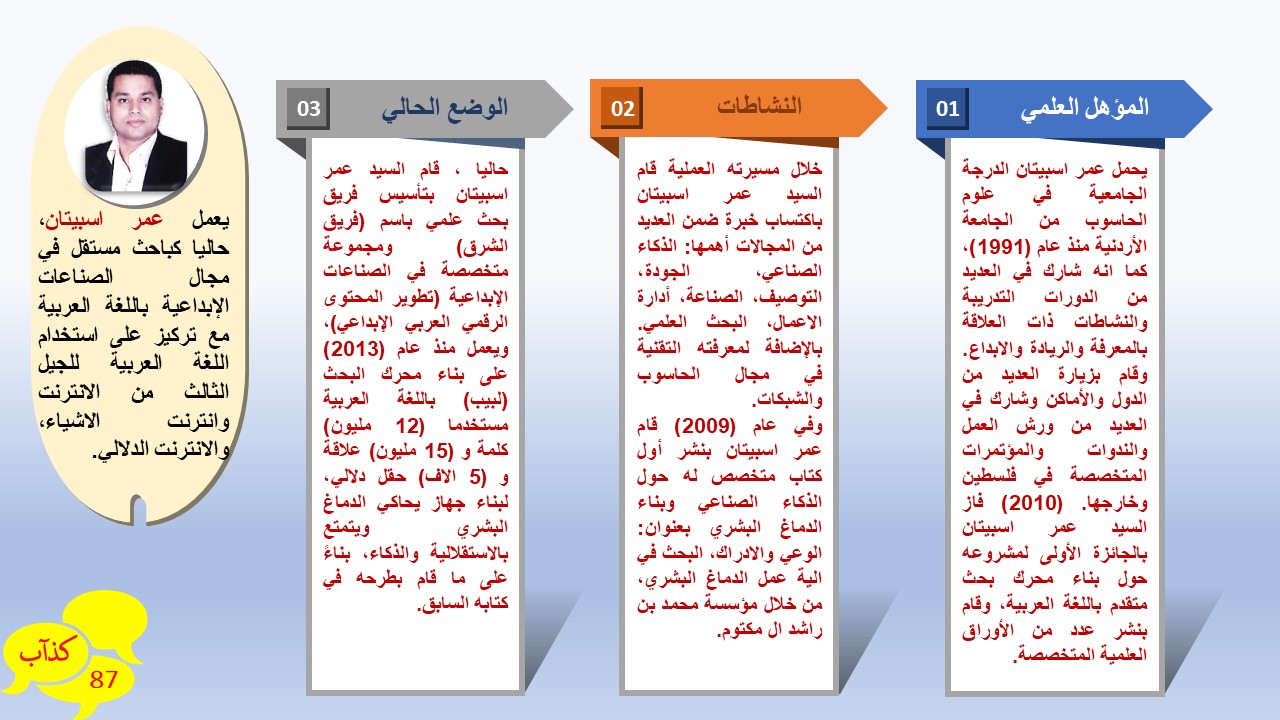 المؤهل العلمي
01
يحمل عمر اسبيتان الدرجة
الجامعية في علوم
الحاسوب من الجامعة
الأردنية منذ عام (1991)،
كما انه شارك في العديد
من الدورات التدريبة
والنشاطات ذات العلاقة
بالمعرفة والريادة والابداع.
وقام بزيارة العديد من
الدول والأماكن وشارك في
العديد من ورش العمل
والندوات والمؤتمرات
المتخصصة في فلسطين
وخارجها. (2010) فاز
السيد عمر اسبيتان
بالجائزة الأولى لمشروعه
حول بناء محرك بحث
متقدم باللغة العربية، وقام
بنشر عدد من الأوراق
العلمية المتخصصة.
النشاطات
02
خلال مسيرته العملية قام
السيد عمر اسبيتان
باكتساب خبرة ضمن العديد
من المجالات أهمها: الذكاء
الصناعي، الجودة،
التوصيف، الصناعة، أدارة
الاعمال، البحث العلمي.
بالإضافة لمعرفته التقنية
في مجال الحاسوب
والشبكات.
وفي عام (2009) قام
عمر اسبيتان بنشر أول
كتاب متخصص له حول
الذكاء الصناعي وبناء
الدماغ البشري بعنوان:
الوعي والادراك، البحث في
الية عمل الدماغ البشري،
من خلال مؤسسة محمد بن
راشد ال مكتوم.
الوضع الحالي
03
حاليا ، قام السيد عمر
اسبيتان بتأسيس فريق
بحث علمي باسم (فريق
الشرق) ومجموعة
متخصصة في الصناعات
الإبداعية (تطوير المحتوى
الرقمي العربي الإبداعي)،
ويعمل منذ عام (2013)
على بناء محرك البحث
(لبيب) باللغة العربية
مستخدما (12 مليون)
كلمة و (15 مليون) علاقة
و (5 الاف) حقل دلالي،
لبناء جهاز يحاكي الدماغ
البشري ويتمتع
بالاستقلالية والذكاء، بناءً
على ما قام بطرحه في
كتابه السابق.
يعمل عمر اسبيتان،
حاليا كباحث مستقل في
مجال الصناعات
الإبداعية باللغة العربية
مع تركيز على استخدام
اللغة العربية للجيل
الثالث من الانترنت
وانترنت الاشياء،
والانترنت الدلالي.
كذآب
87